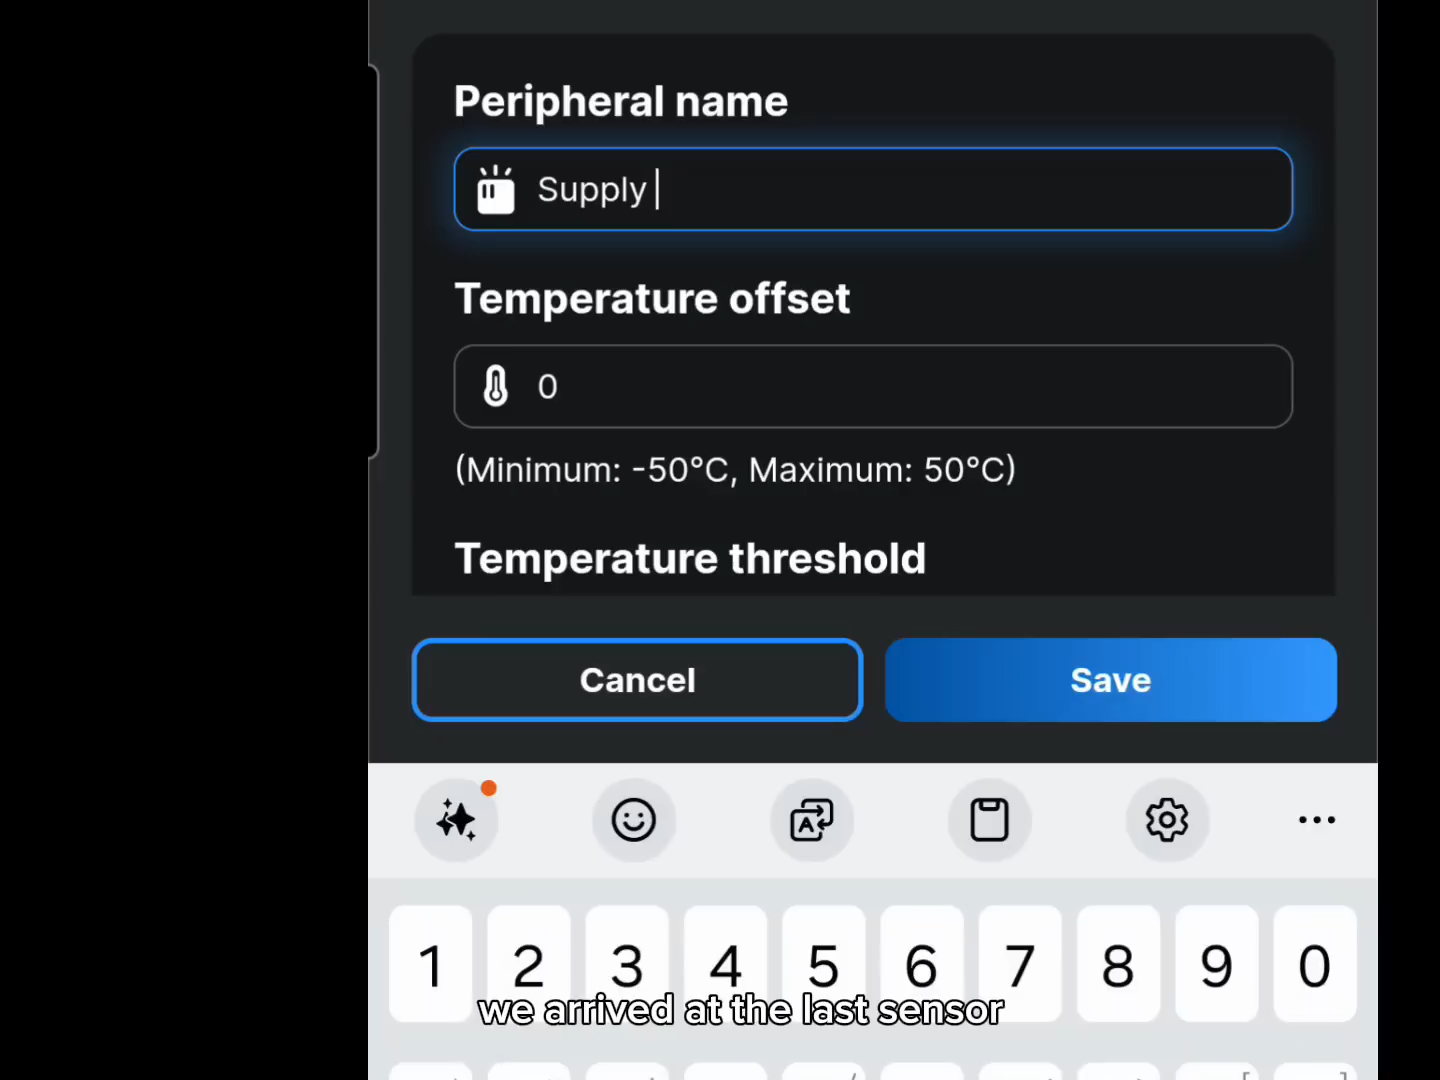 Peripheral name
Supply
Temperature offset
0
(Minimum: -50°C, Maximum: 50°C)
Temperature threshold
Cancel Save
1 2 3 4 5 6 7 8 9 0
we arrived at the last sensor